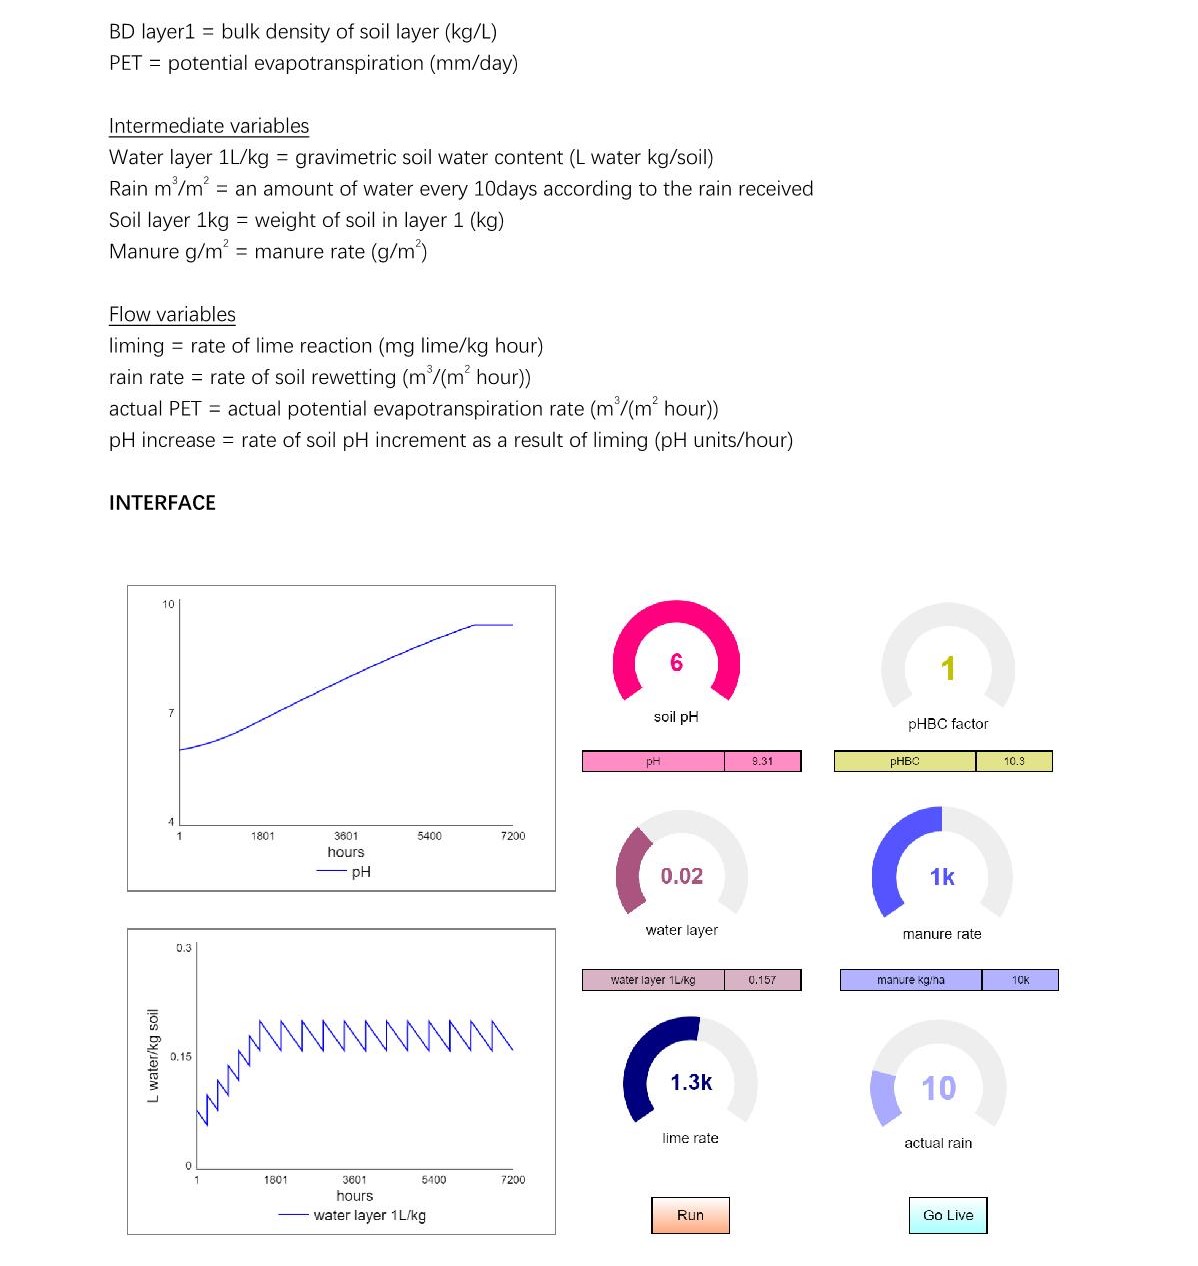 BD layer1 = bulk density of soil layer (kg/L)
PET = potential evapotranspiration (mm/day)
Intermediate variables
Water layer 1L/kg = gravimetric soil water content (L water kg/soil)
Rain m³/m² = an amount of water every 10days according to the rain received
Soil layer 1kg = weight of soil in layer 1 (kg)
Manure g/m² = manure rate (g/m²)
Flow variables
liming = rate of lime reaction (mg lime/kg hour)
rain rate = rate of soil rewetting (m³/(m² hour))
actual PET = actual potential evapotranspiration rate (m³/(m² hour))
pH increase = rate of soil pH increment as a result of liming (pH units/hour)
INTERFACE
10
7
4
1 1801 3601 5400 7200
hours
pH
6
soil pH
1
pHBC factor
pH 9.31
pHBC 10.3
0.02
water layer
1k
manure rate
L water/kg soil
0.3
0.15
0
1 1801 3601 5400 7200
hours
water layer 1L/kg
water layer 1L/kg 0.157
manure kg/ha 10k
1.3k
lime rate
10
actual rain
Run
Go Live